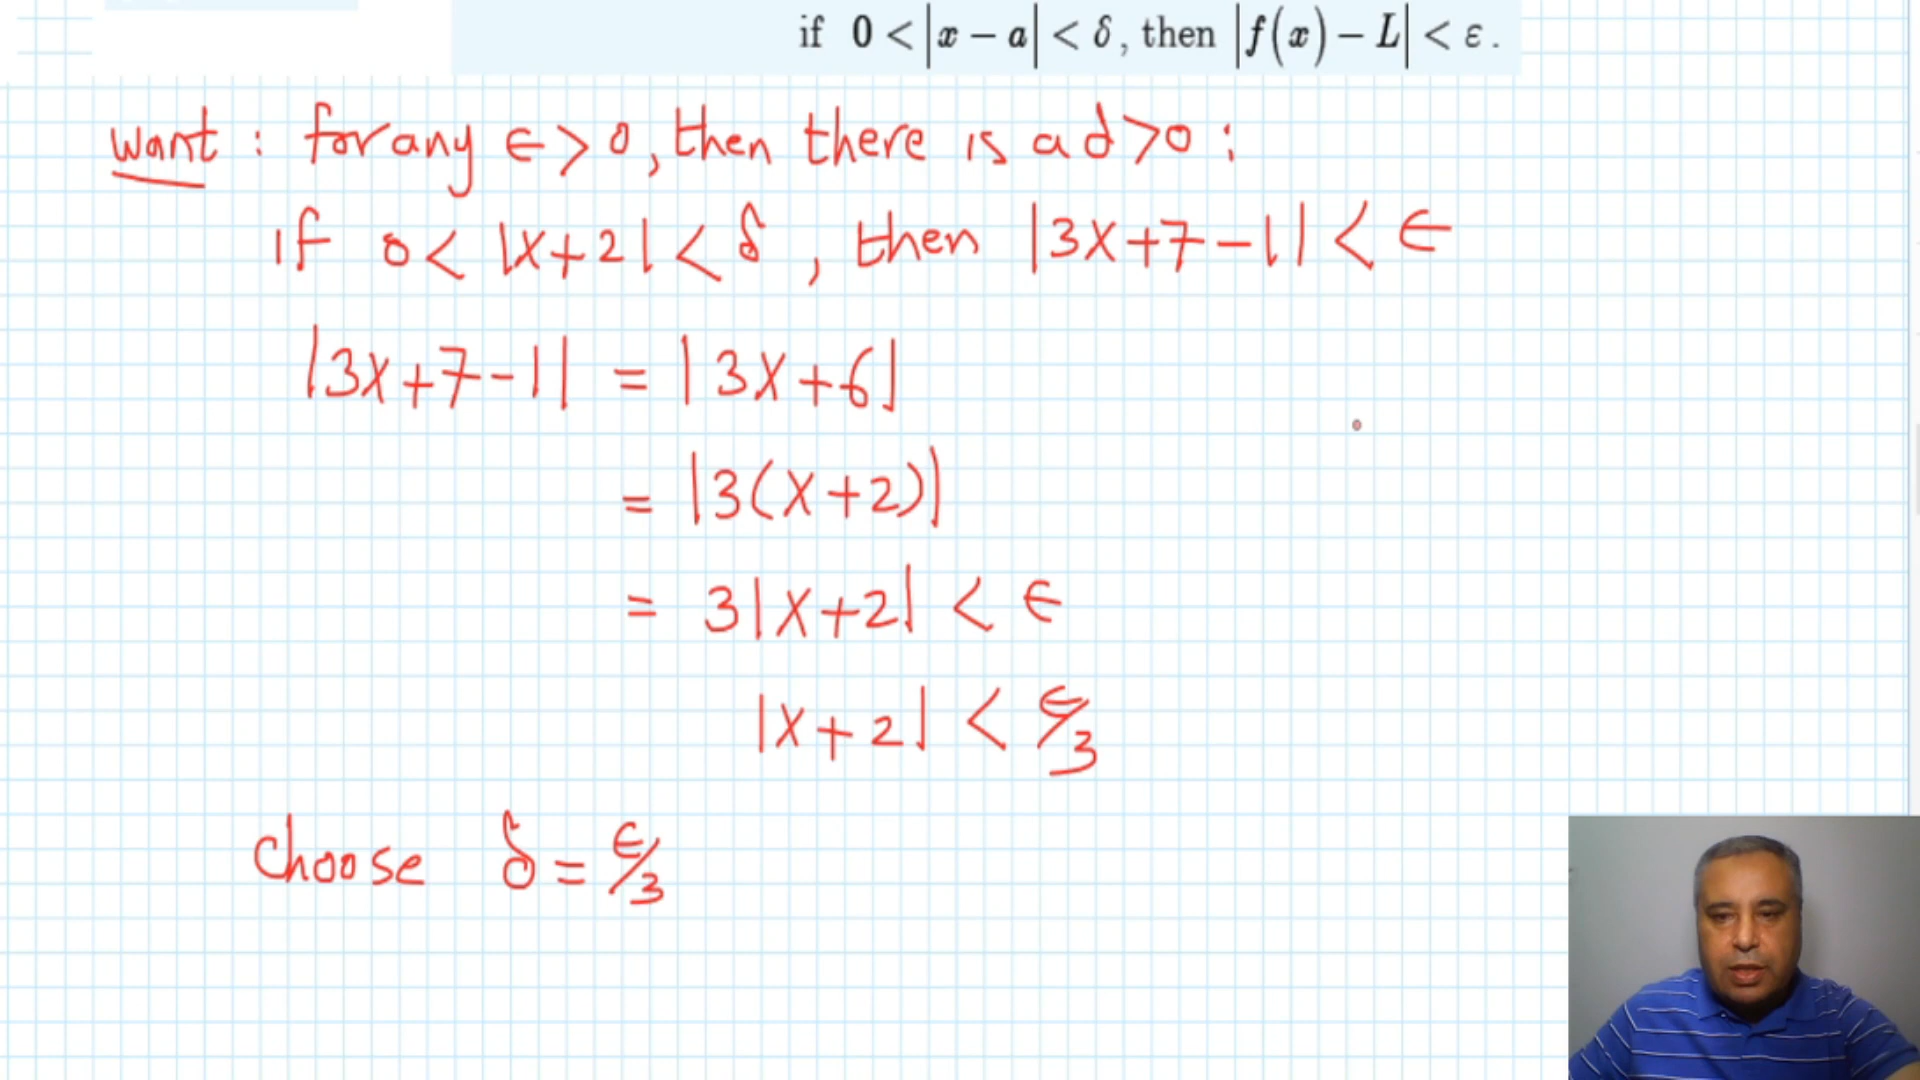 if 0 < |x − a| < δ, then |f(x) − L| < ε.
want : for any ϵ > 0, then there is a d > 0 :
if 0 < |x+2| < δ, then |3x+7−1| < ϵ
|3x+7−1| = |3x+6|
= |3(x+2)|
= 3|x+2| < ϵ
|x+2| < ϵ/3
choose δ = ϵ/3